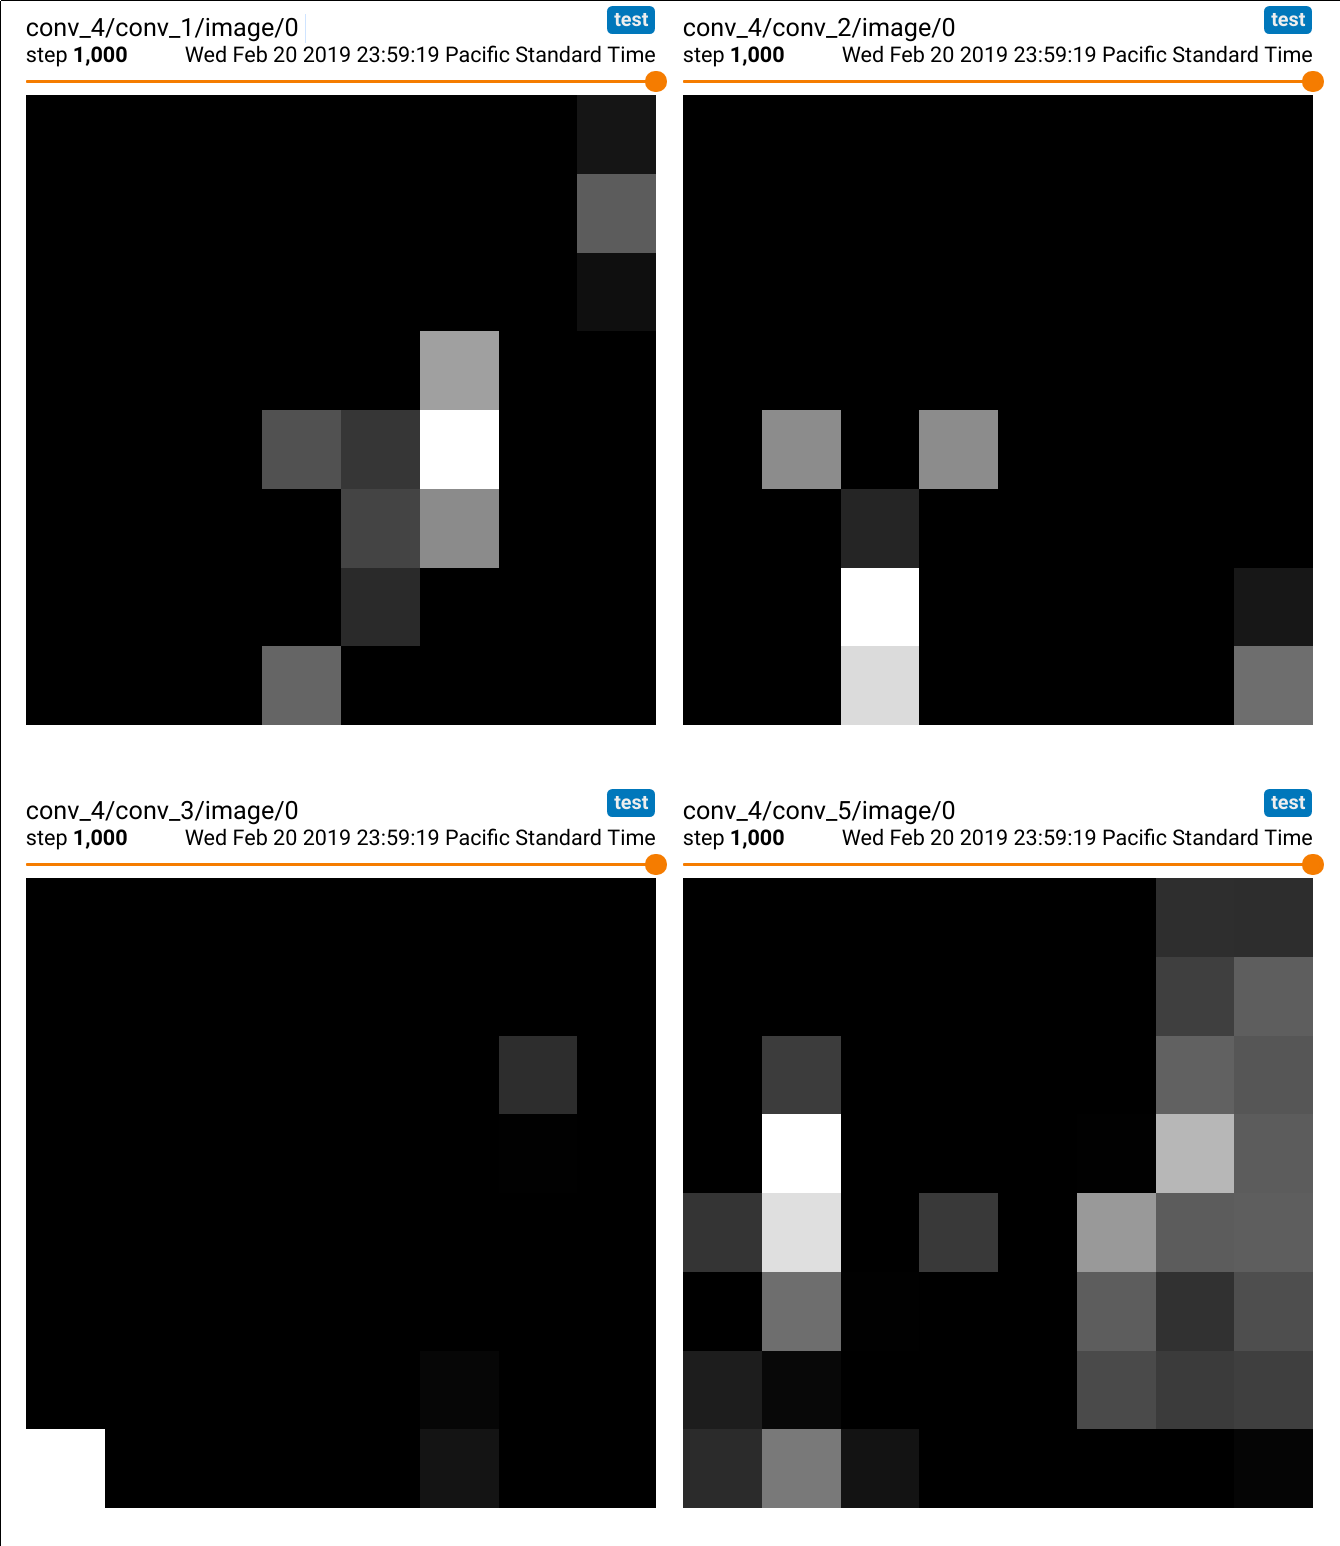 conv_4/conv_1/image/0 test
step 1,000 Wed Feb 20 2019 23:59:19 Pacific Standard Time
conv_4/conv_2/image/0 test
step 1,000 Wed Feb 20 2019 23:59:19 Pacific Standard Time
conv_4/conv_3/image/0 test
step 1,000 Wed Feb 20 2019 23:59:19 Pacific Standard Time
conv_4/conv_5/image/0 test
step 1,000 Wed Feb 20 2019 23:59:19 Pacific Standard Time